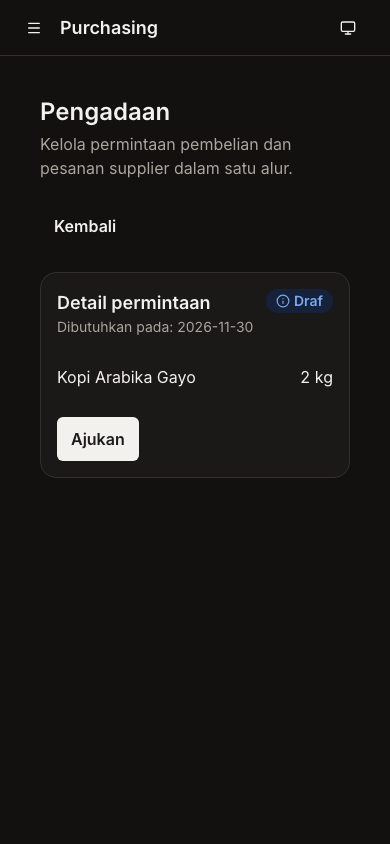 Purchasing
Pengadaan
Kelola permintaan pembelian dan
pesanan supplier dalam satu alur.
Kembali
Detail permintaan
Draf
Dibutuhkan pada: 2026-11-30
Kopi Arabika Gayo
2 kg
Ajukan